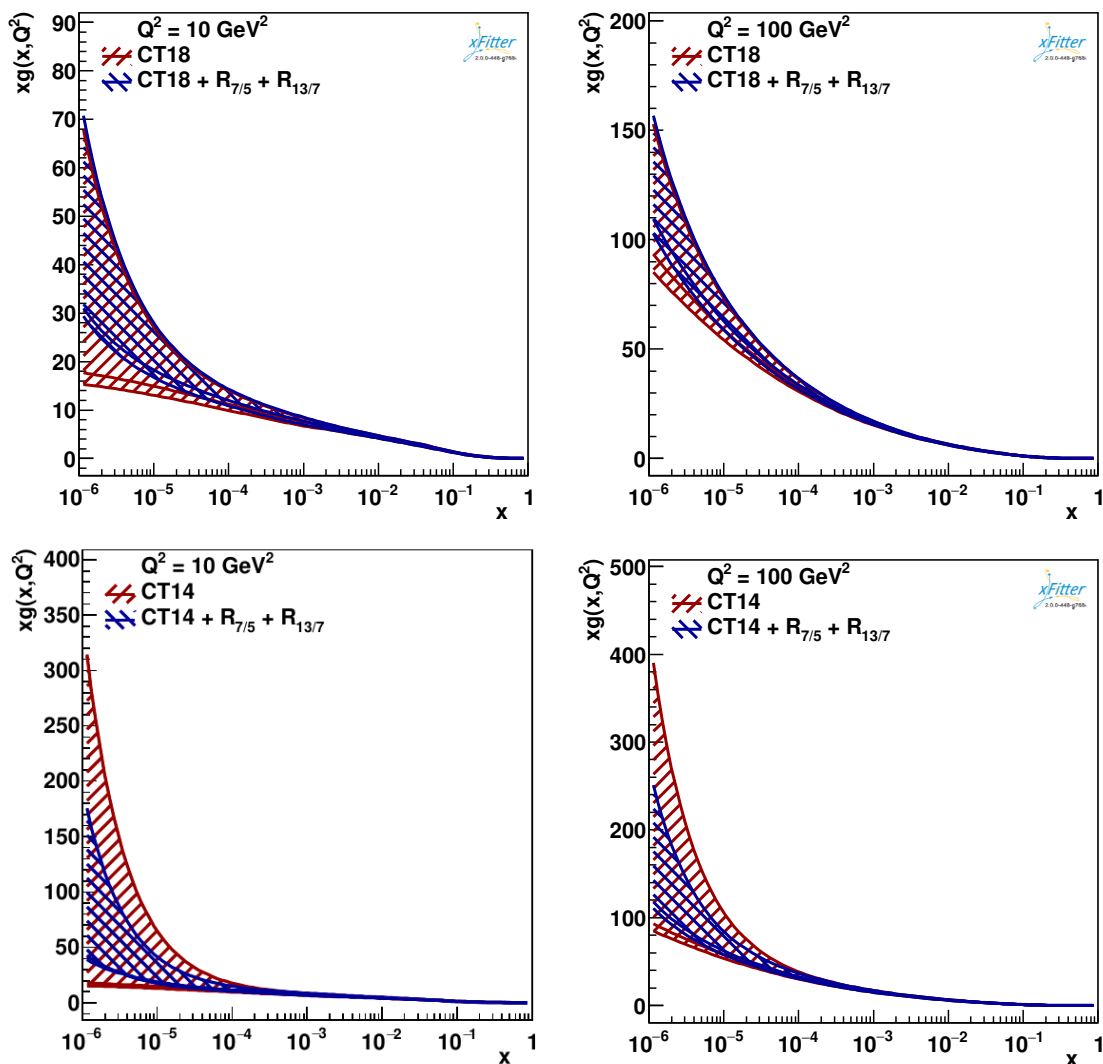 xg(x,Q²)
Q² = 10 GeV²
CT18
CT18 + R₇/₅ + R₁₃/₇
xFitter
90
80
70
60
50
40
30
20
10
0
10⁻⁶ 10⁻⁵ 10⁻⁴ 10⁻³ 10⁻² 10⁻¹ 1
x
xg(x,Q²)
Q² = 100 GeV²
CT18
CT18 + R₇/₅ + R₁₃/₇
xFitter
200
150
100
50
0
10⁻⁶ 10⁻⁵ 10⁻⁴ 10⁻³ 10⁻² 10⁻¹ 1
x
xg(x,Q²)
Q² = 10 GeV²
CT14
CT14 + R₇/₅ + R₁₃/₇
400
350
300
250
200
150
100
50
0
10⁻⁶ 10⁻⁵ 10⁻⁴ 10⁻³ 10⁻² 10⁻¹ 1
x
xg(x,Q²)
Q² = 100 GeV²
CT14
CT14 + R₇/₅ + R₁₃/₇
xFitter
500
400
300
200
100
0
10⁻⁶ 10⁻⁵ 10⁻⁴ 10⁻³ 10⁻² 10⁻¹ 1
x